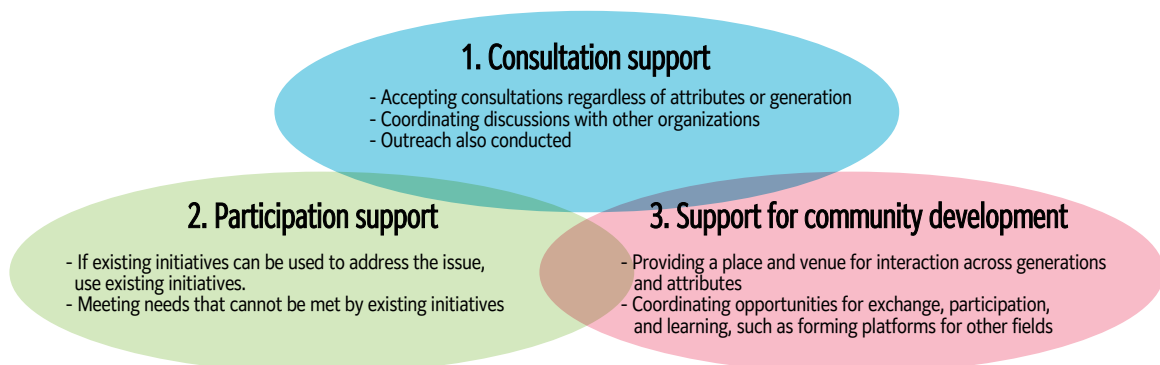 1. Consultation support
- Accepting consultations regardless of attributes or generation
- Coordinating discussions with other organizations
- Outreach also conducted
2. Participation support
- If existing initiatives can be used to address the issue,
use existing initiatives.
- Meeting needs that cannot be met by existing initiatives
3. Support for community development
- Providing a place and venue for interaction across generations
and attributes
- Coordinating opportunities for exchange, participation,
and learning, such as forming platforms for other fields